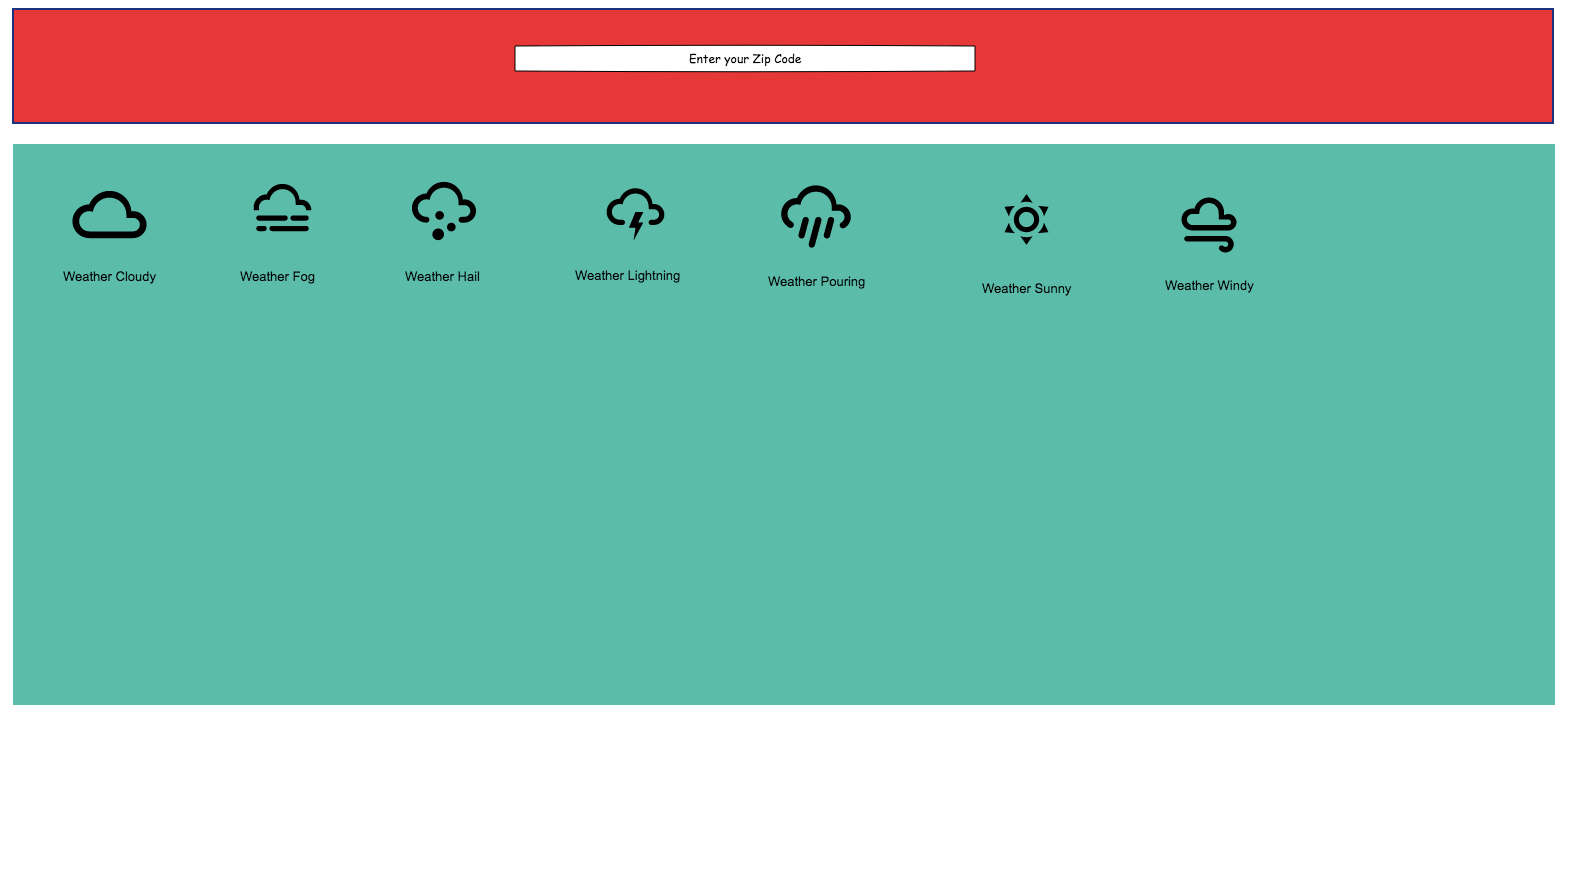 Enter your Zip Code
Weather Cloudy
Weather Fog
Weather Hail
Weather Lightning
Weather Pouring
Weather Sunny
Weather Windy